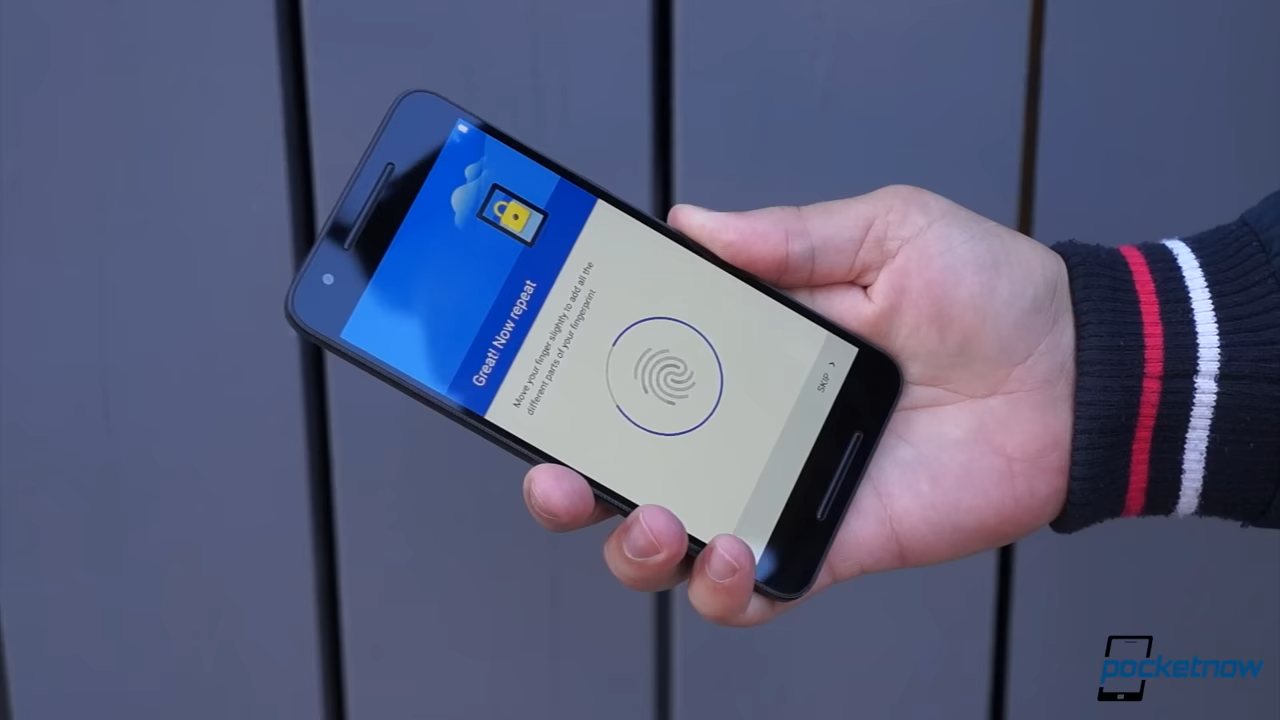 Great! Now repeat
Move your finger slightly to add all the
different parts of your fingerprint
SKIP
pocketnow